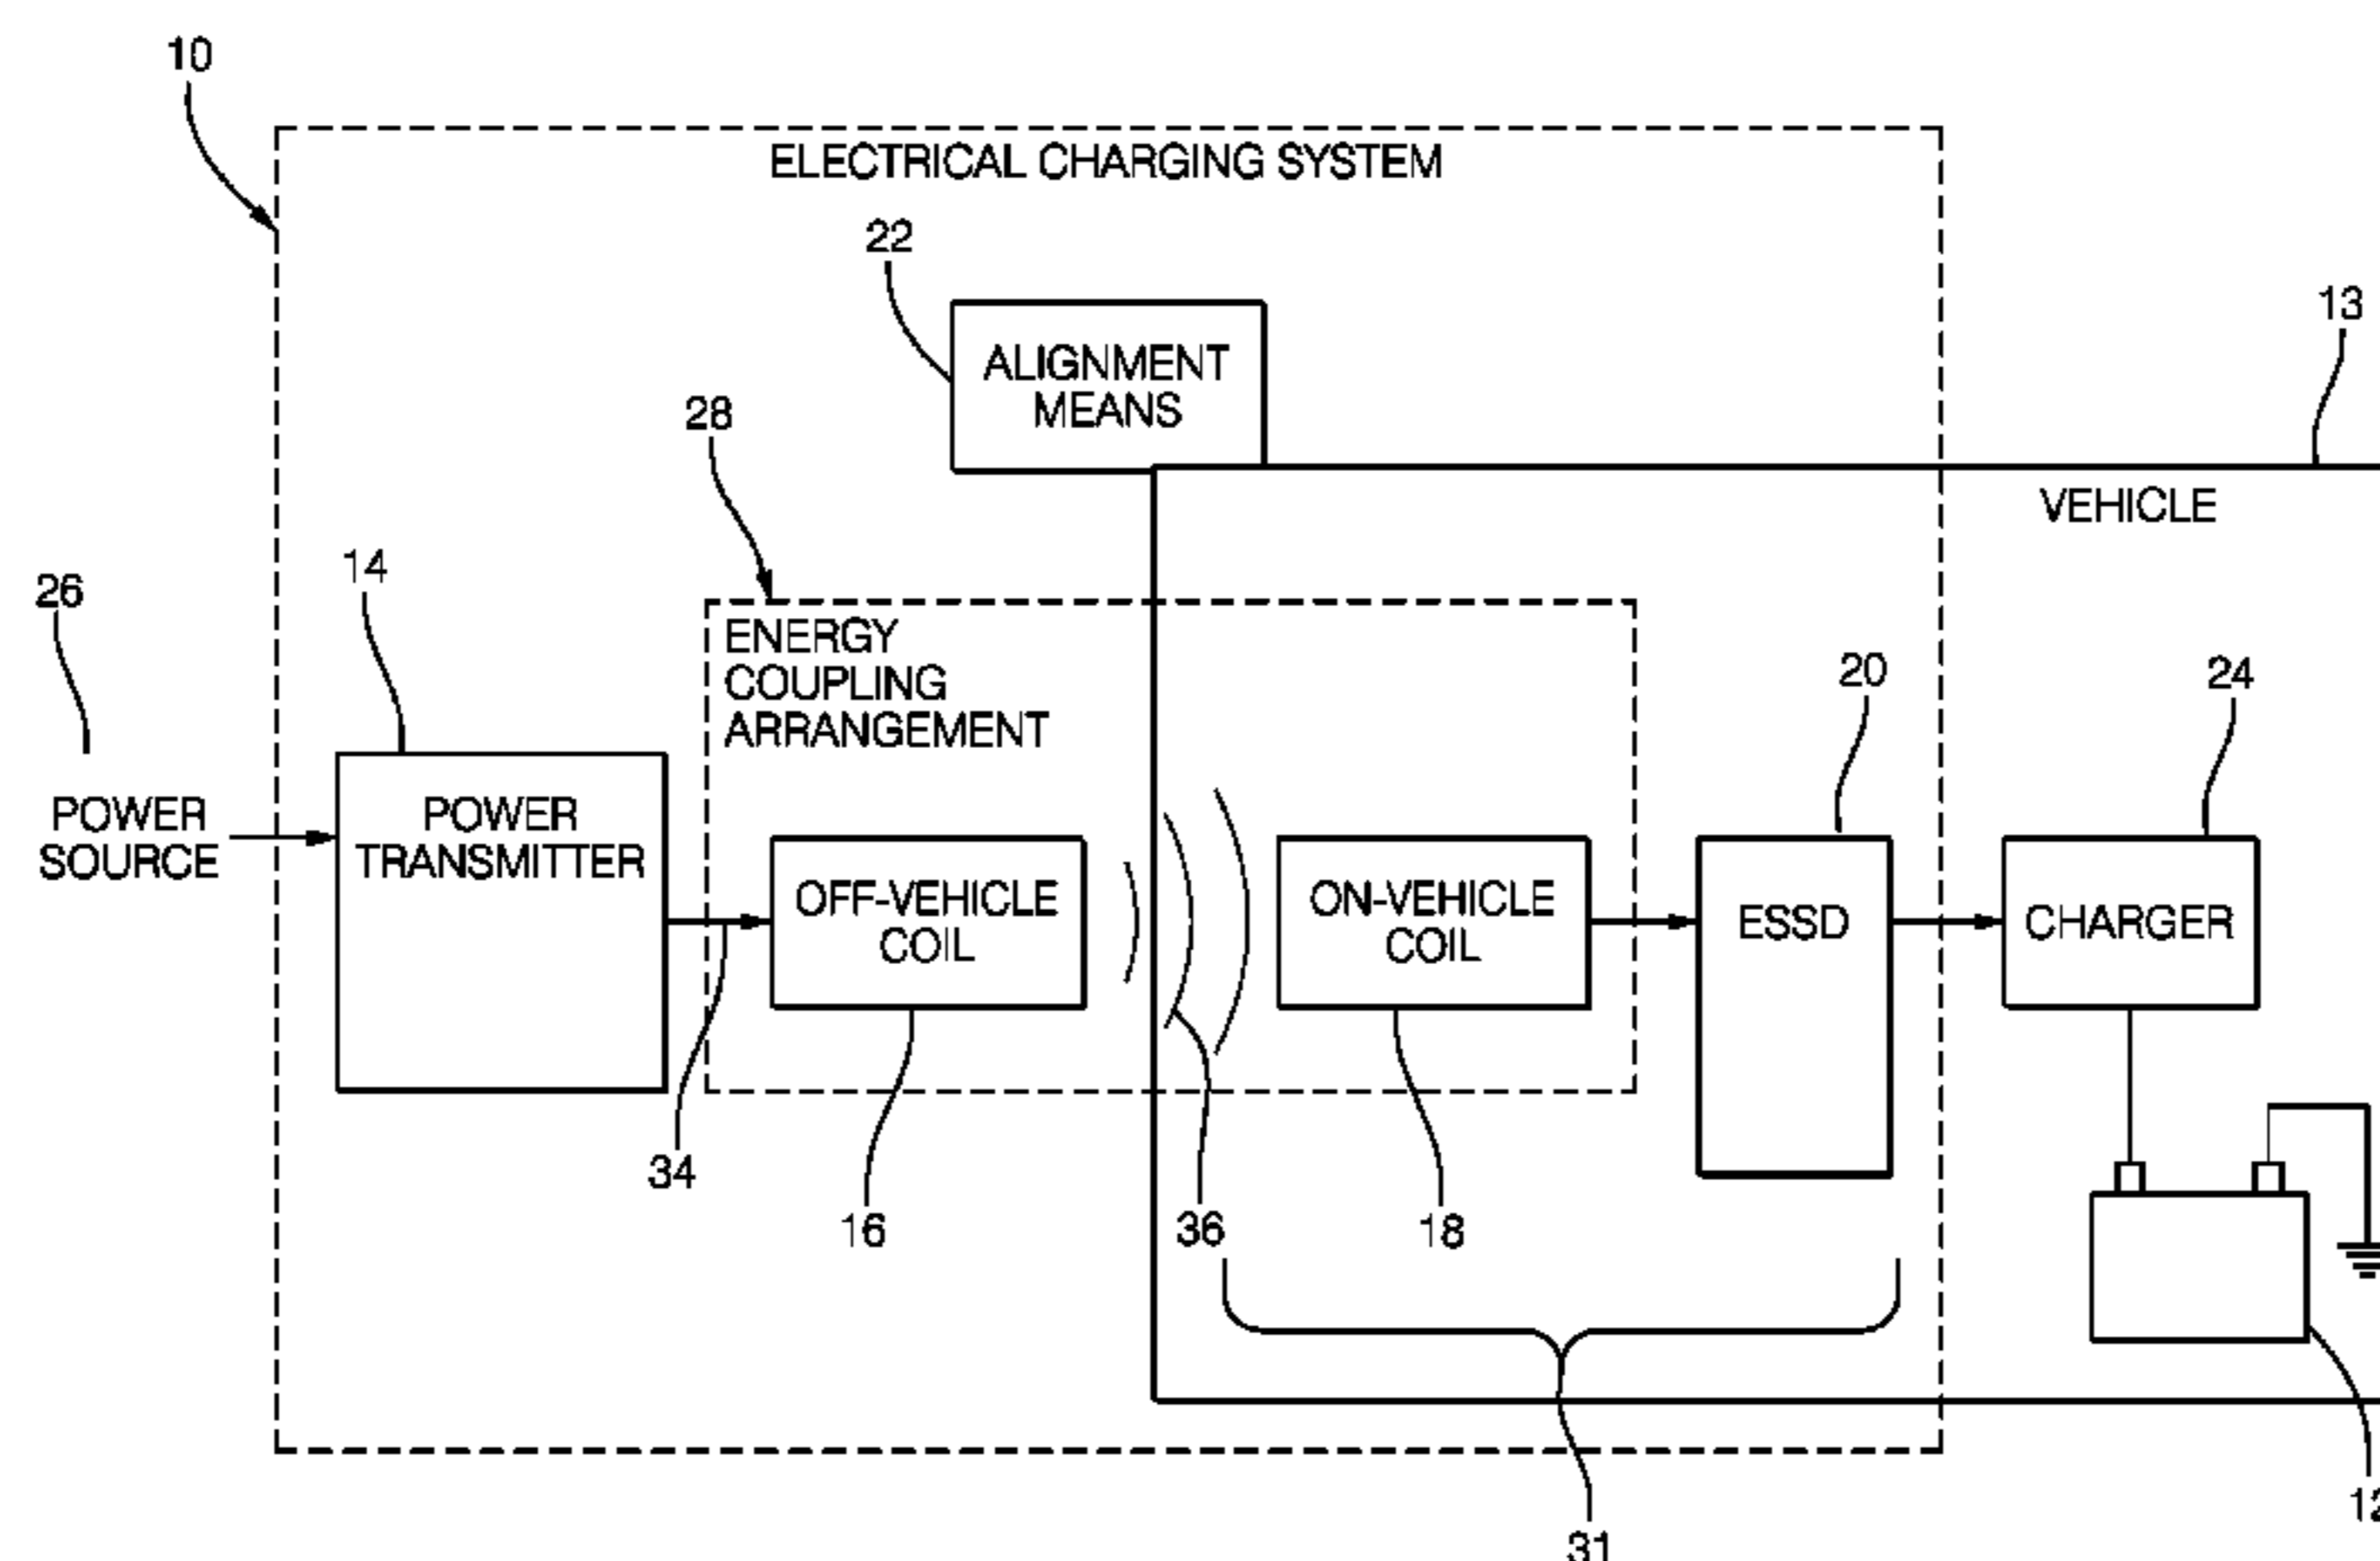 10
ELECTRICAL CHARGING SYSTEM
22
13
ALIGNMENT
MEANS
28
VEHICLE
14
26
ENERGY
COUPLING
ARRANGEMENT
20
24
POWER
SOURCE
POWER
TRANSMITTER
OFF-VEHICLE
COIL
ON-VEHICLE
COIL
ESSD
CHARGER
34
16
36
18
12
31